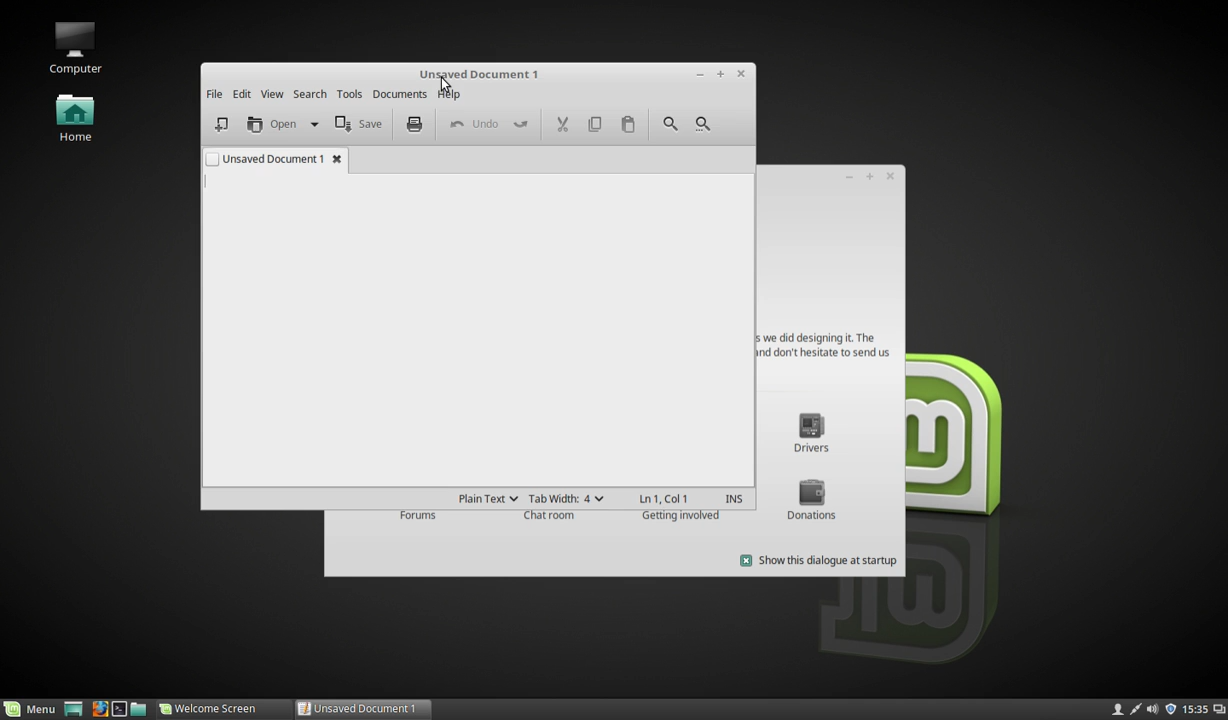 Computer
Home
Unsaved Document 1
File Edit View Search Tools Documents Help
Open Save Undo
Unsaved Document 1
s we did designing it. The
and don't hesitate to send us
Drivers
Plain Text Tab Width: 4 Ln 1, Col 1 INS
Forums Chat room Getting involved Donations
Show this dialogue at startup
Menu Welcome Screen Unsaved Document 1 15:35